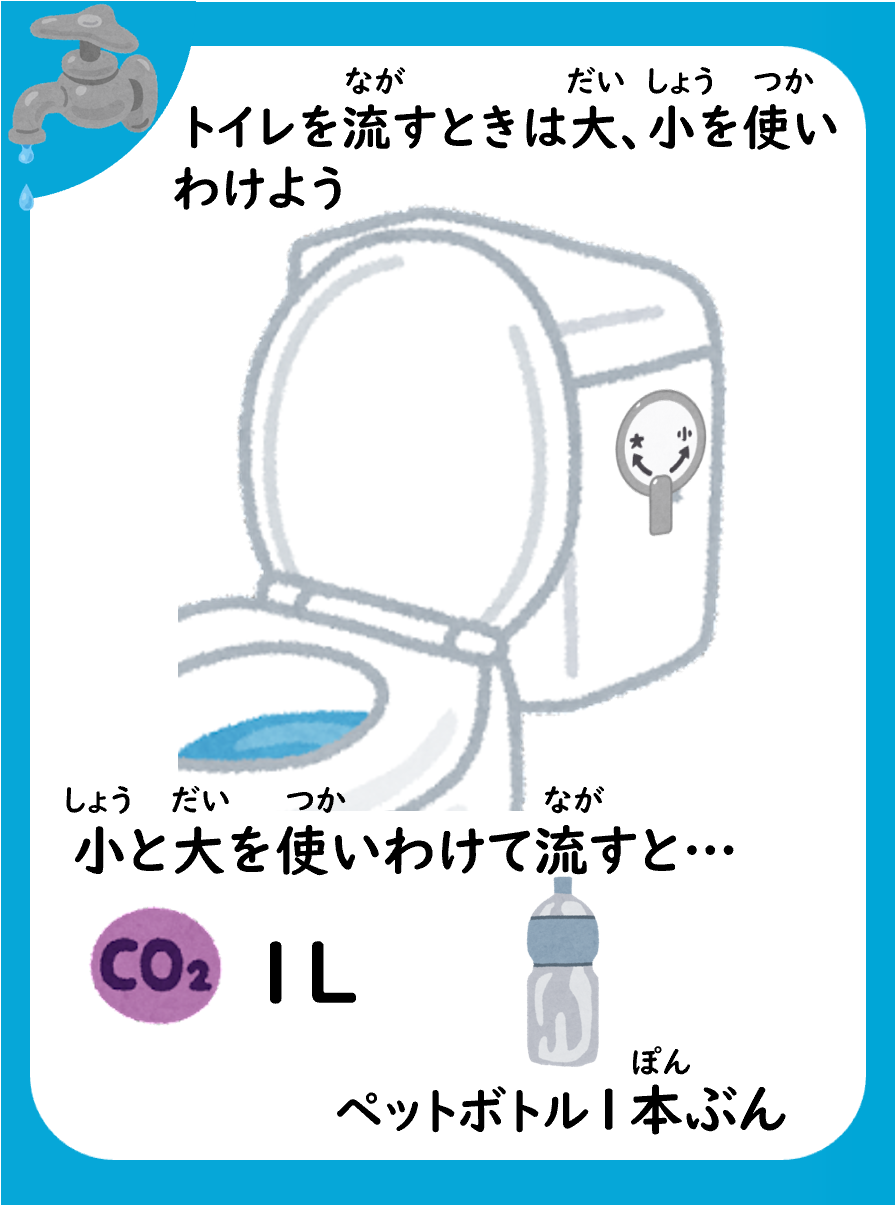 なが だい しょう つか
トイレを流すときは大、小を使い
わけよう
大 小
しょう だい つか なが
小と大を使いわけて流すと…
CO2 1L
ぽん
ペットボトル1本ぶん